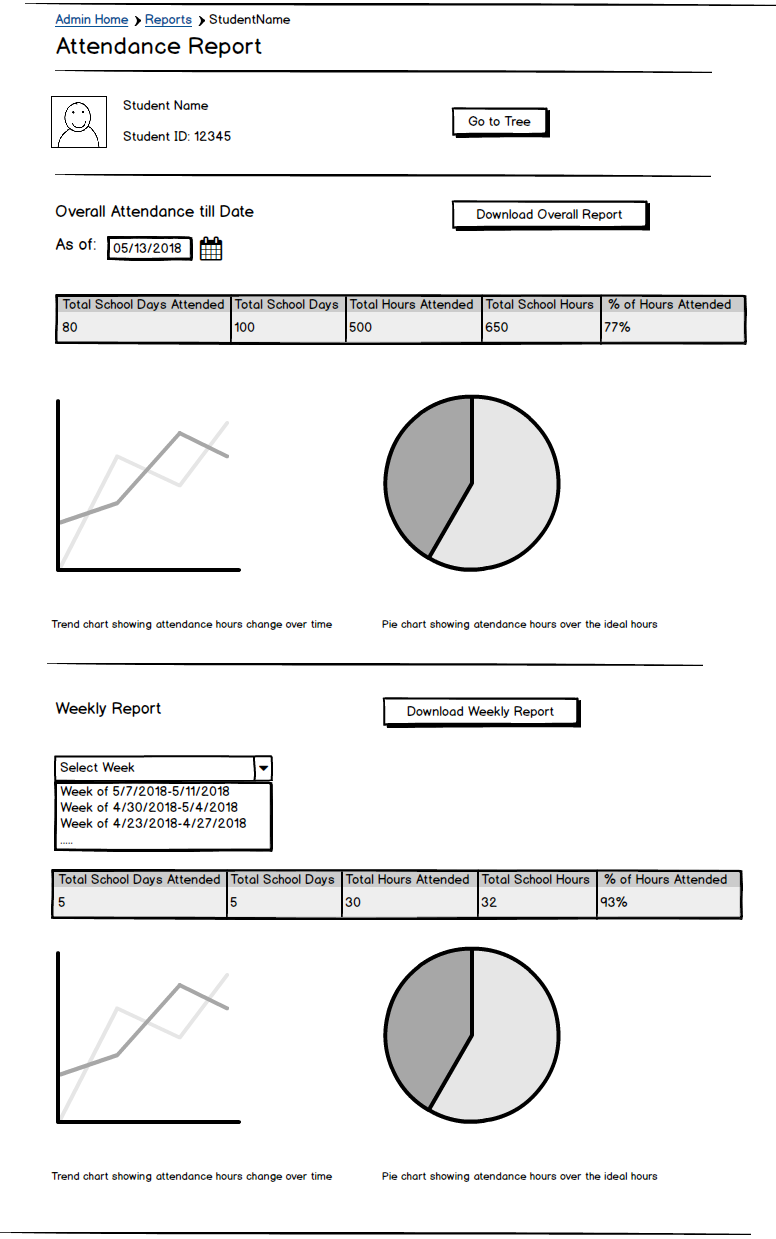 Admin Home ❯ Reports ❯ StudentName
Attendance Report
Student Name
Student ID: 12345
Go to Tree
Overall Attendance till Date
Download Overall Report
As of: 05/13/2018
Total School Days Attended Total School Days Total Hours Attended Total School Hours % of Hours Attended
80 100 500 650 77%
Trend chart showing attendance hours change over time
Pie chart showing atendance hours over the ideal hours
Weekly Report
Download Weekly Report
Select Week
Week of 5/7/2018-5/11/2018
Week of 4/30/2018-5/4/2018
Week of 4/23/2018-4/27/2018
.....
Total School Days Attended Total School Days Total Hours Attended Total School Hours % of Hours Attended
5 5 30 32 93%
Trend chart showing attendance hours change over time
Pie chart showing atendance hours over the ideal hours